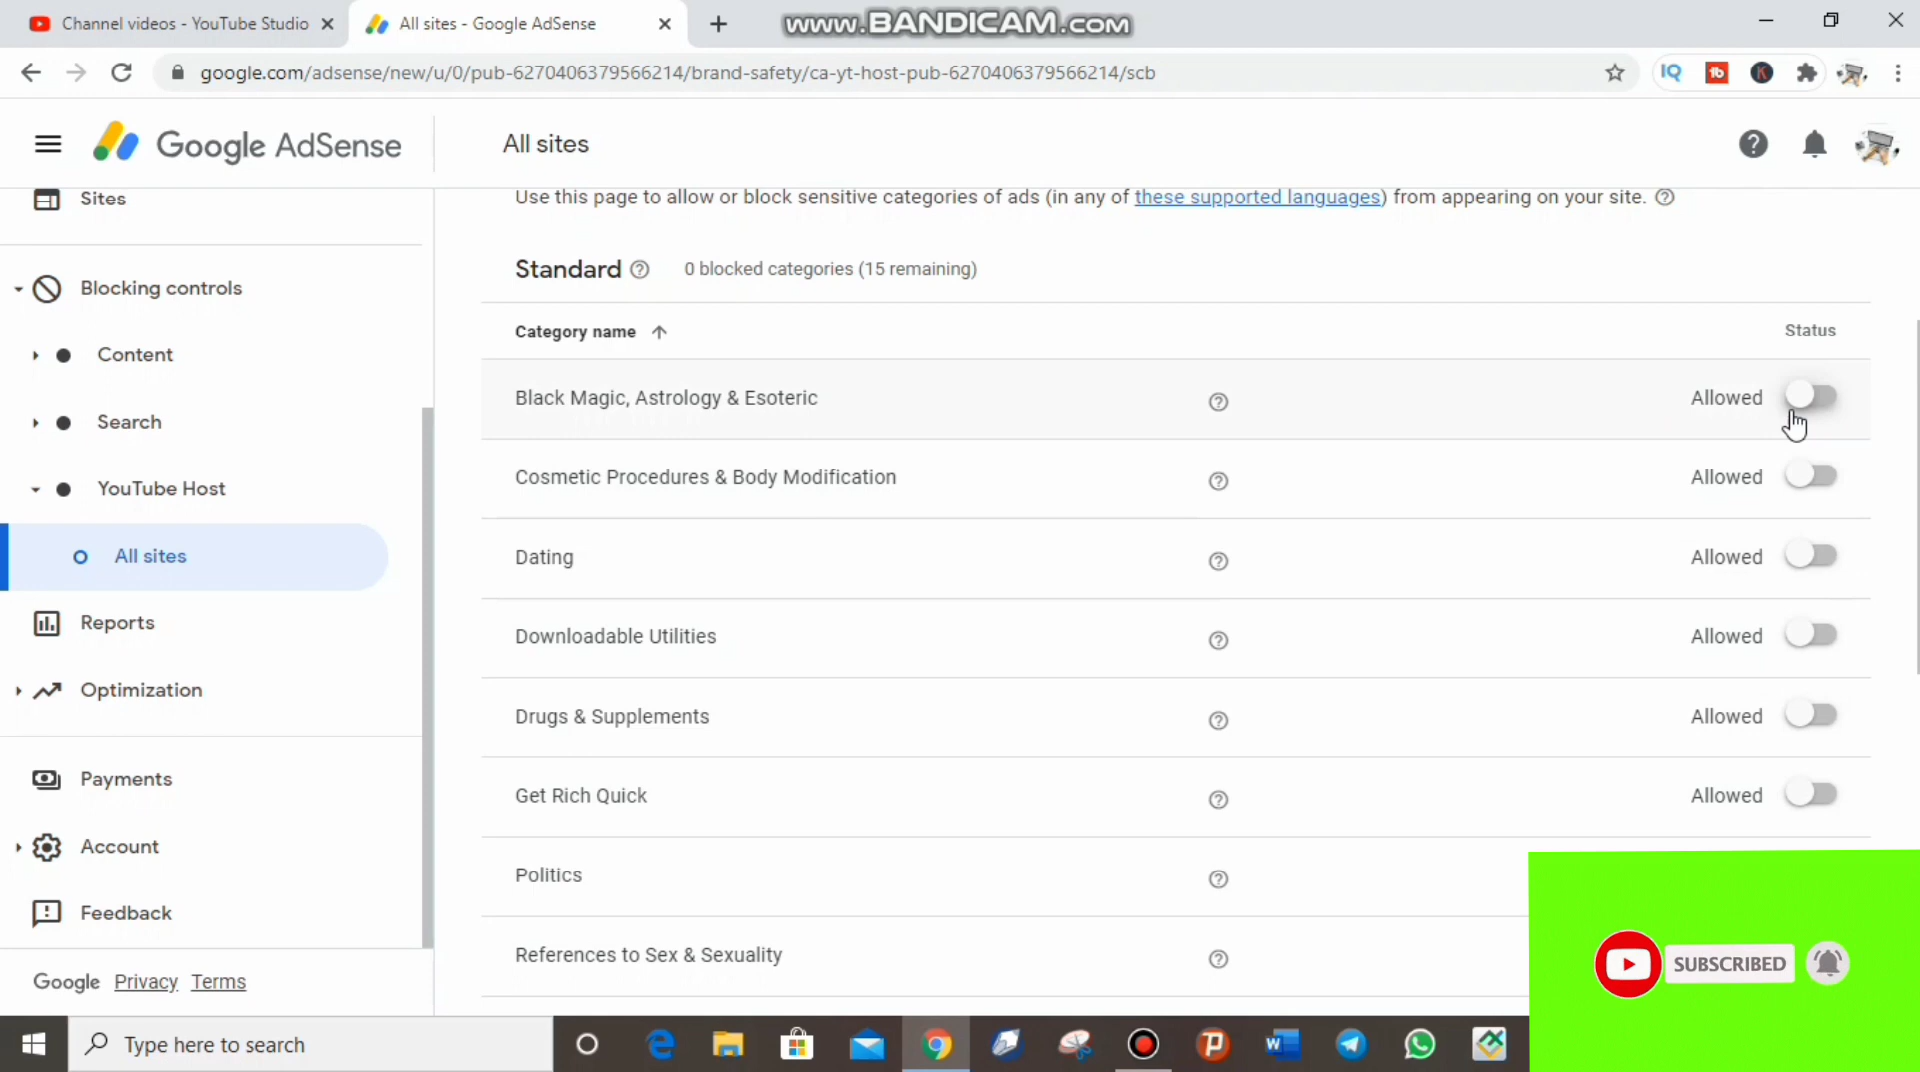 Channel videos - YouTube Studio
All sites - Google AdSense
www.BANDICAM.com
google.com/adsense/new/u/0/pub-6270406379566214/brand-safety/ca-yt-host-pub-6270406379566214/scb
IQ
tb
K
Google AdSense
All sites
Sites
Blocking controls
Content
Search
YouTube Host
All sites
Reports
Optimization
Payments
Account
Feedback
Google Privacy Terms
Use this page to allow or block sensitive categories of ads (in any of these supported languages) from appearing on your site.
Standard 0 blocked categories (15 remaining)
Category name Status
Black Magic, Astrology & Esoteric Allowed
Cosmetic Procedures & Body Modification Allowed
Dating Allowed
Downloadable Utilities Allowed
Drugs & Supplements Allowed
Get Rich Quick Allowed
Politics
References to Sex & Sexuality
SUBSCRIBED
Type here to search